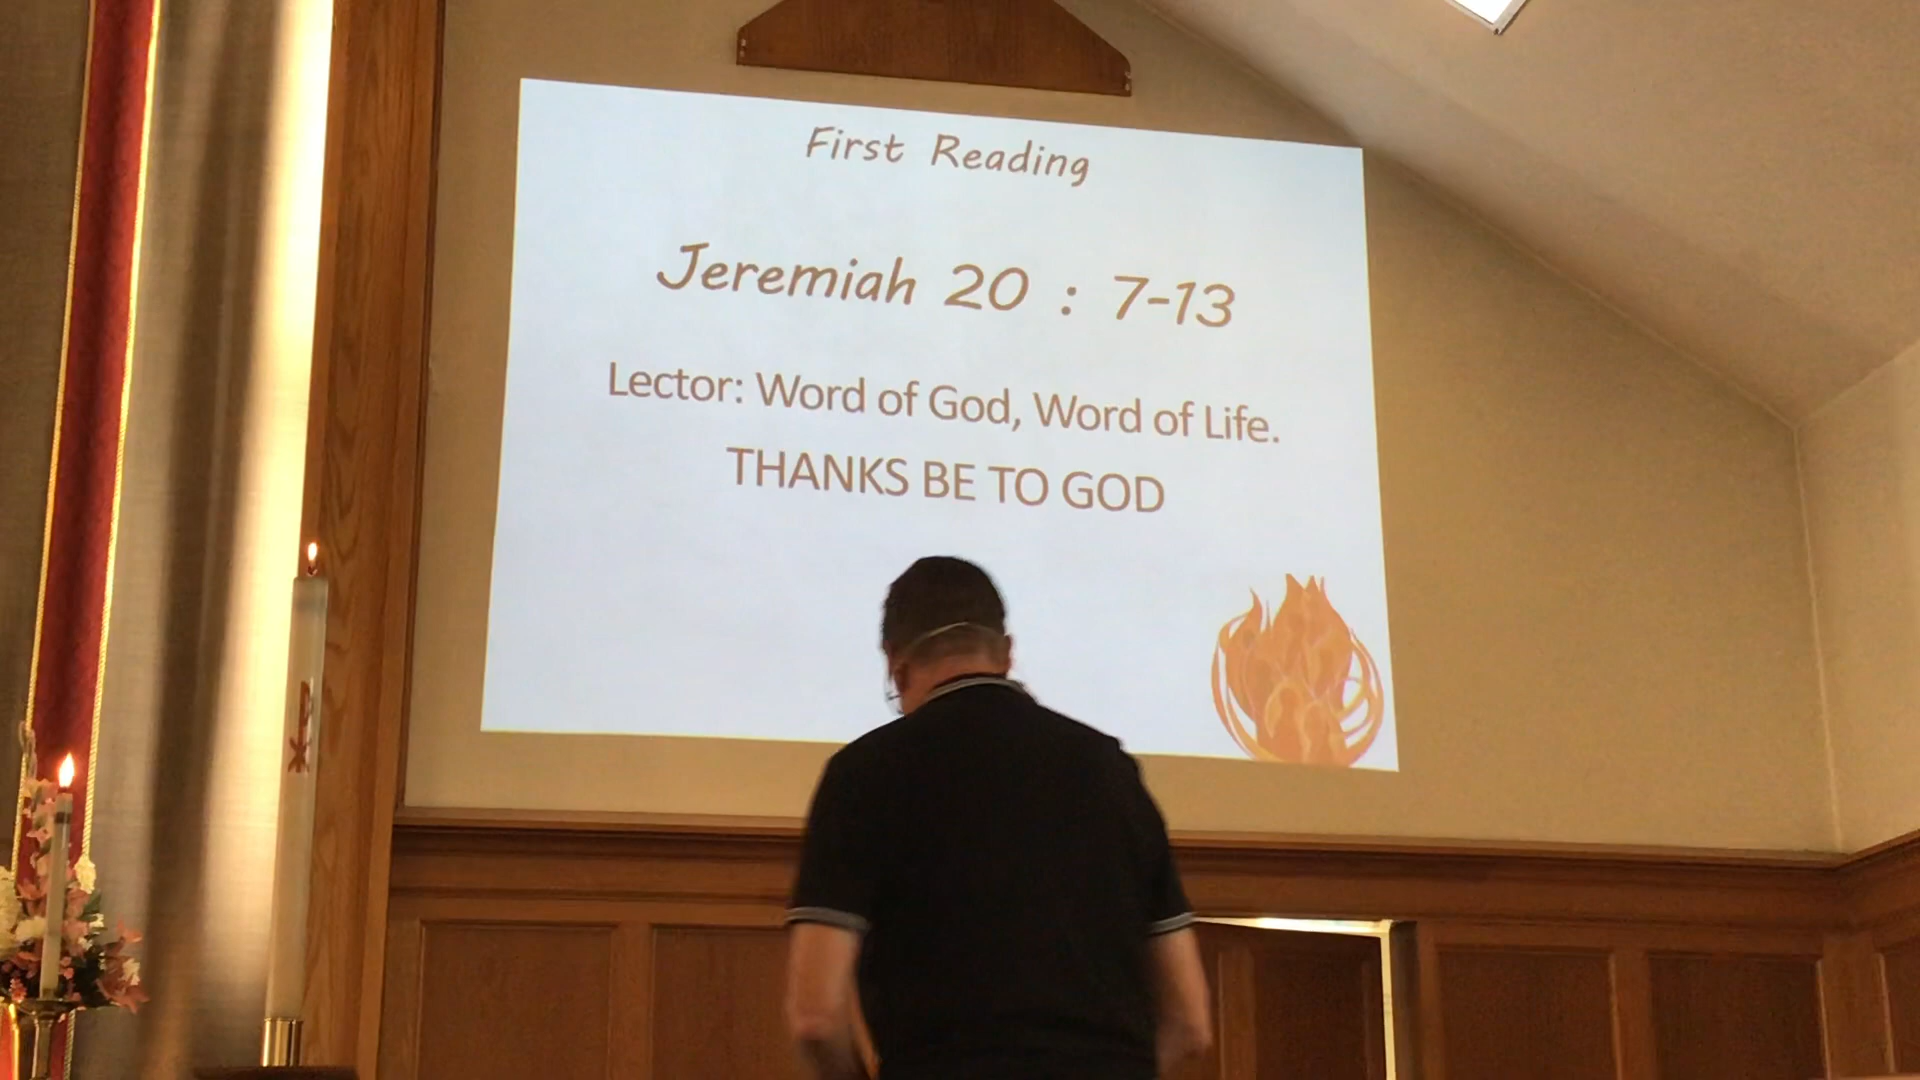 First Reading
Jeremiah 20 : 7-13
Lector: Word of God, Word of Life.
THANKS BE TO GOD